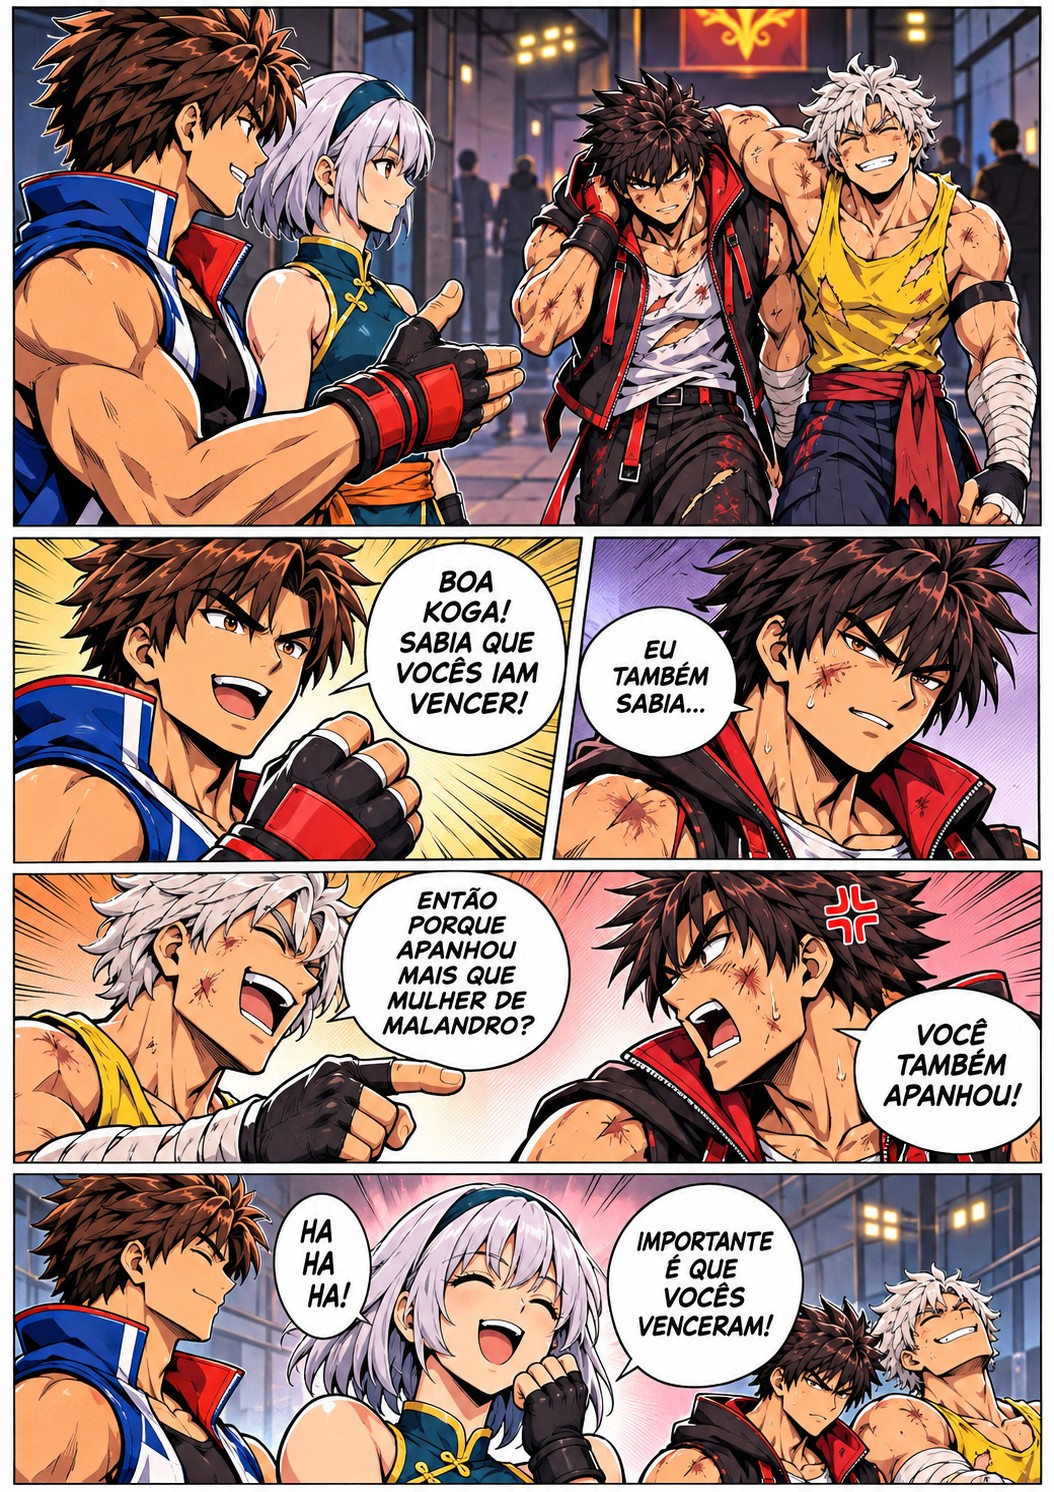 BOA
KOGA!
SABIA QUE
VOCÊS IAM
VENCER!
EU
TAMBÉM
SABIA...
ENTÃO
PORQUE
APANHOU
MAIS QUE
MULHER DE
MALANDRO?
VOCÊ
TAMBÉM
APANHOU!
HA
HA
HA!
IMPORTANTE
É QUE
VOCÊS
VENCERAM!